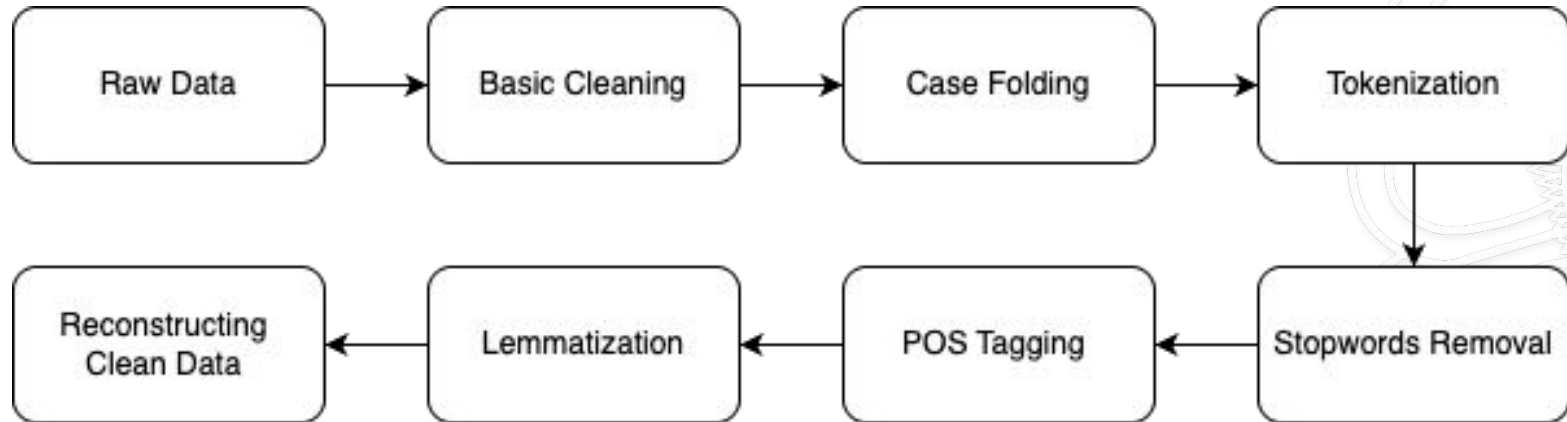 Raw Data
Basic Cleaning
Case Folding
Tokenization
Stopwords Removal
POS Tagging
Lemmatization
Reconstructing
Clean Data